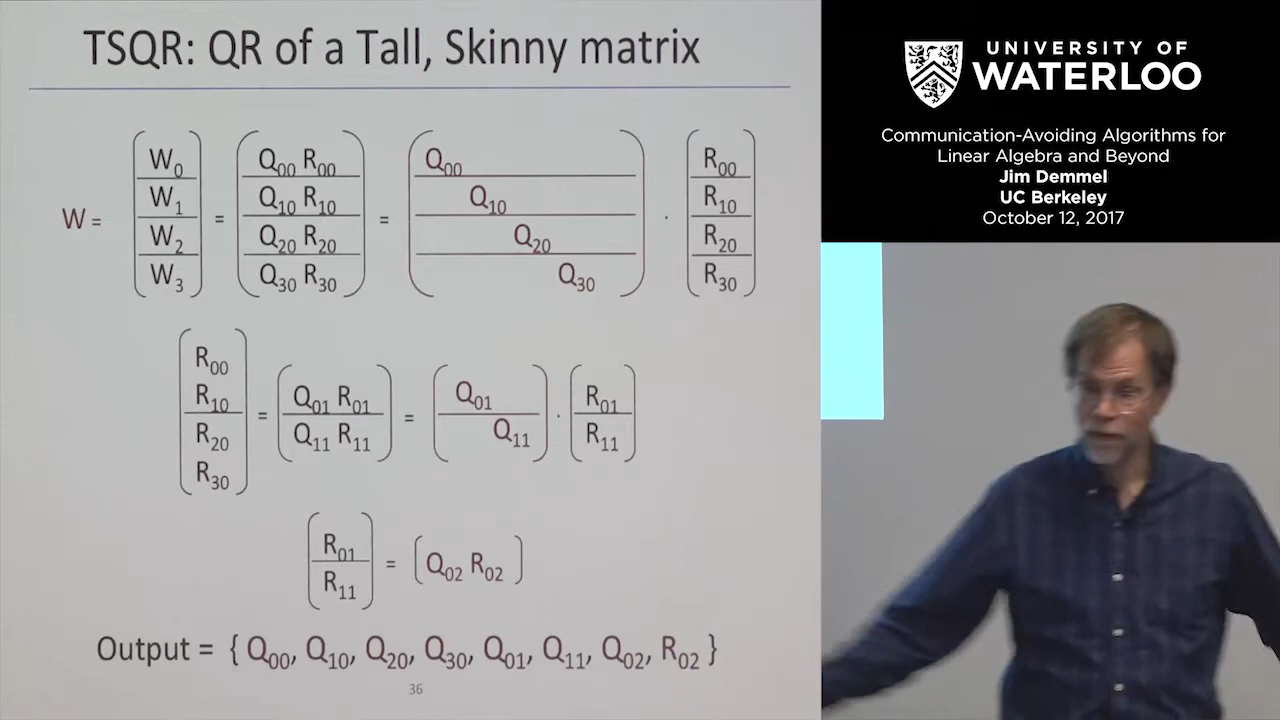 TSQR: QR of a Tall, Skinny matrix
W = (W₀ W₁ W₂ W₃) = (Q₀₀ R₀₀ Q₁₀ R₁₀ Q₂₀ R₂₀ Q₃₀ R₃₀) = (Q₀₀ Q₁₀ Q₂₀ Q₃₀) · (R₀₀ R₁₀ R₂₀ R₃₀)
(R₀₀ R₁₀ R₂₀ R₃₀) = (Q₀₁ R₀₁ Q₁₁ R₁₁) = (Q₀₁ Q₁₁) · (R₀₁ R₁₁)
(R₀₁ R₁₁) = (Q₀₂ R₀₂)
Output = { Q₀₀, Q₁₀, Q₂₀, Q₃₀, Q₀₁, Q₁₁, Q₀₂, R₀₂ }
36
UNIVERSITY OF
WATERLOO
Communication-Avoiding Algorithms for
Linear Algebra and Beyond
Jim Demmel
UC Berkeley
October 12, 2017